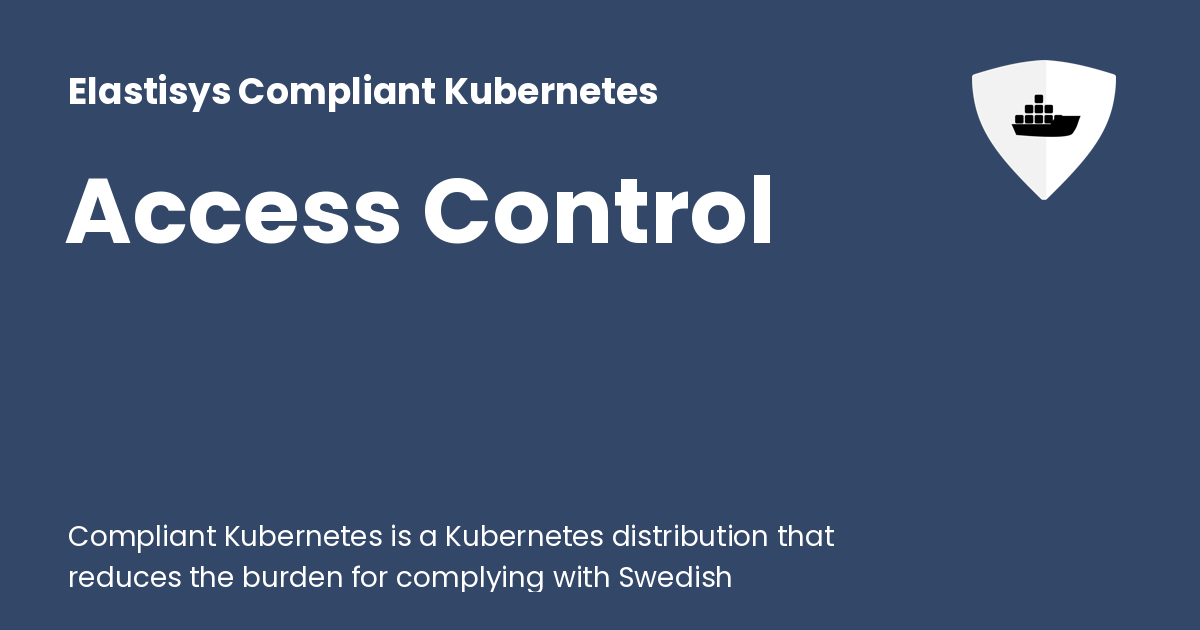 Elastisys Compliant Kubernetes
Access Control
Compliant Kubernetes is a Kubernetes distribution that
reduces the burden for complying with Swedish